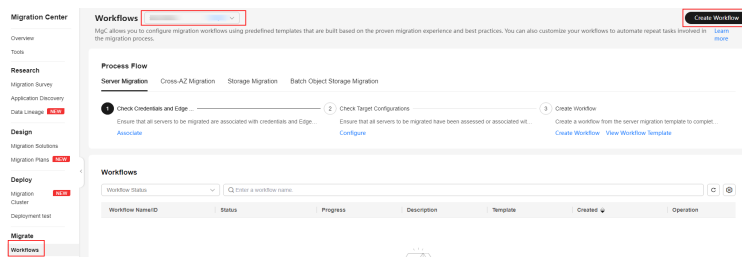 Migration Center
Overview
Tools
Research
Migration Survey
Application Discovery
Data Lineage NEW
Design
Migration Solutions
Migration Plans NEW
Deploy
Migration Cluster NEW
Deployment test
Migrate
Workflows
Workflows
Create Workflow
MgC allows you to configure migration workflows using predefined templates that are built based on the proven migration experience and best practices. You can also customize your workflows to automate repeat tasks involved in the migration process.
Learn more
Process Flow
Server Migration Cross-AZ Migration Storage Migration Batch Object Storage Migration
1 Check Credentials and Edge ...
Ensure that all servers to be migrated are associated with credentials and Edge...
Associate
2 Check Target Configurations
Ensure that all servers to be migrated have been assessed or associated wit...
Configure
3 Create Workflow
Create a workflow from the server migration template to complet...
Create Workflow View Workflow Template
Workflows
Workflow Status
Enter a workflow name.
Workflow Name/ID Status Progress Description Template Created Operation